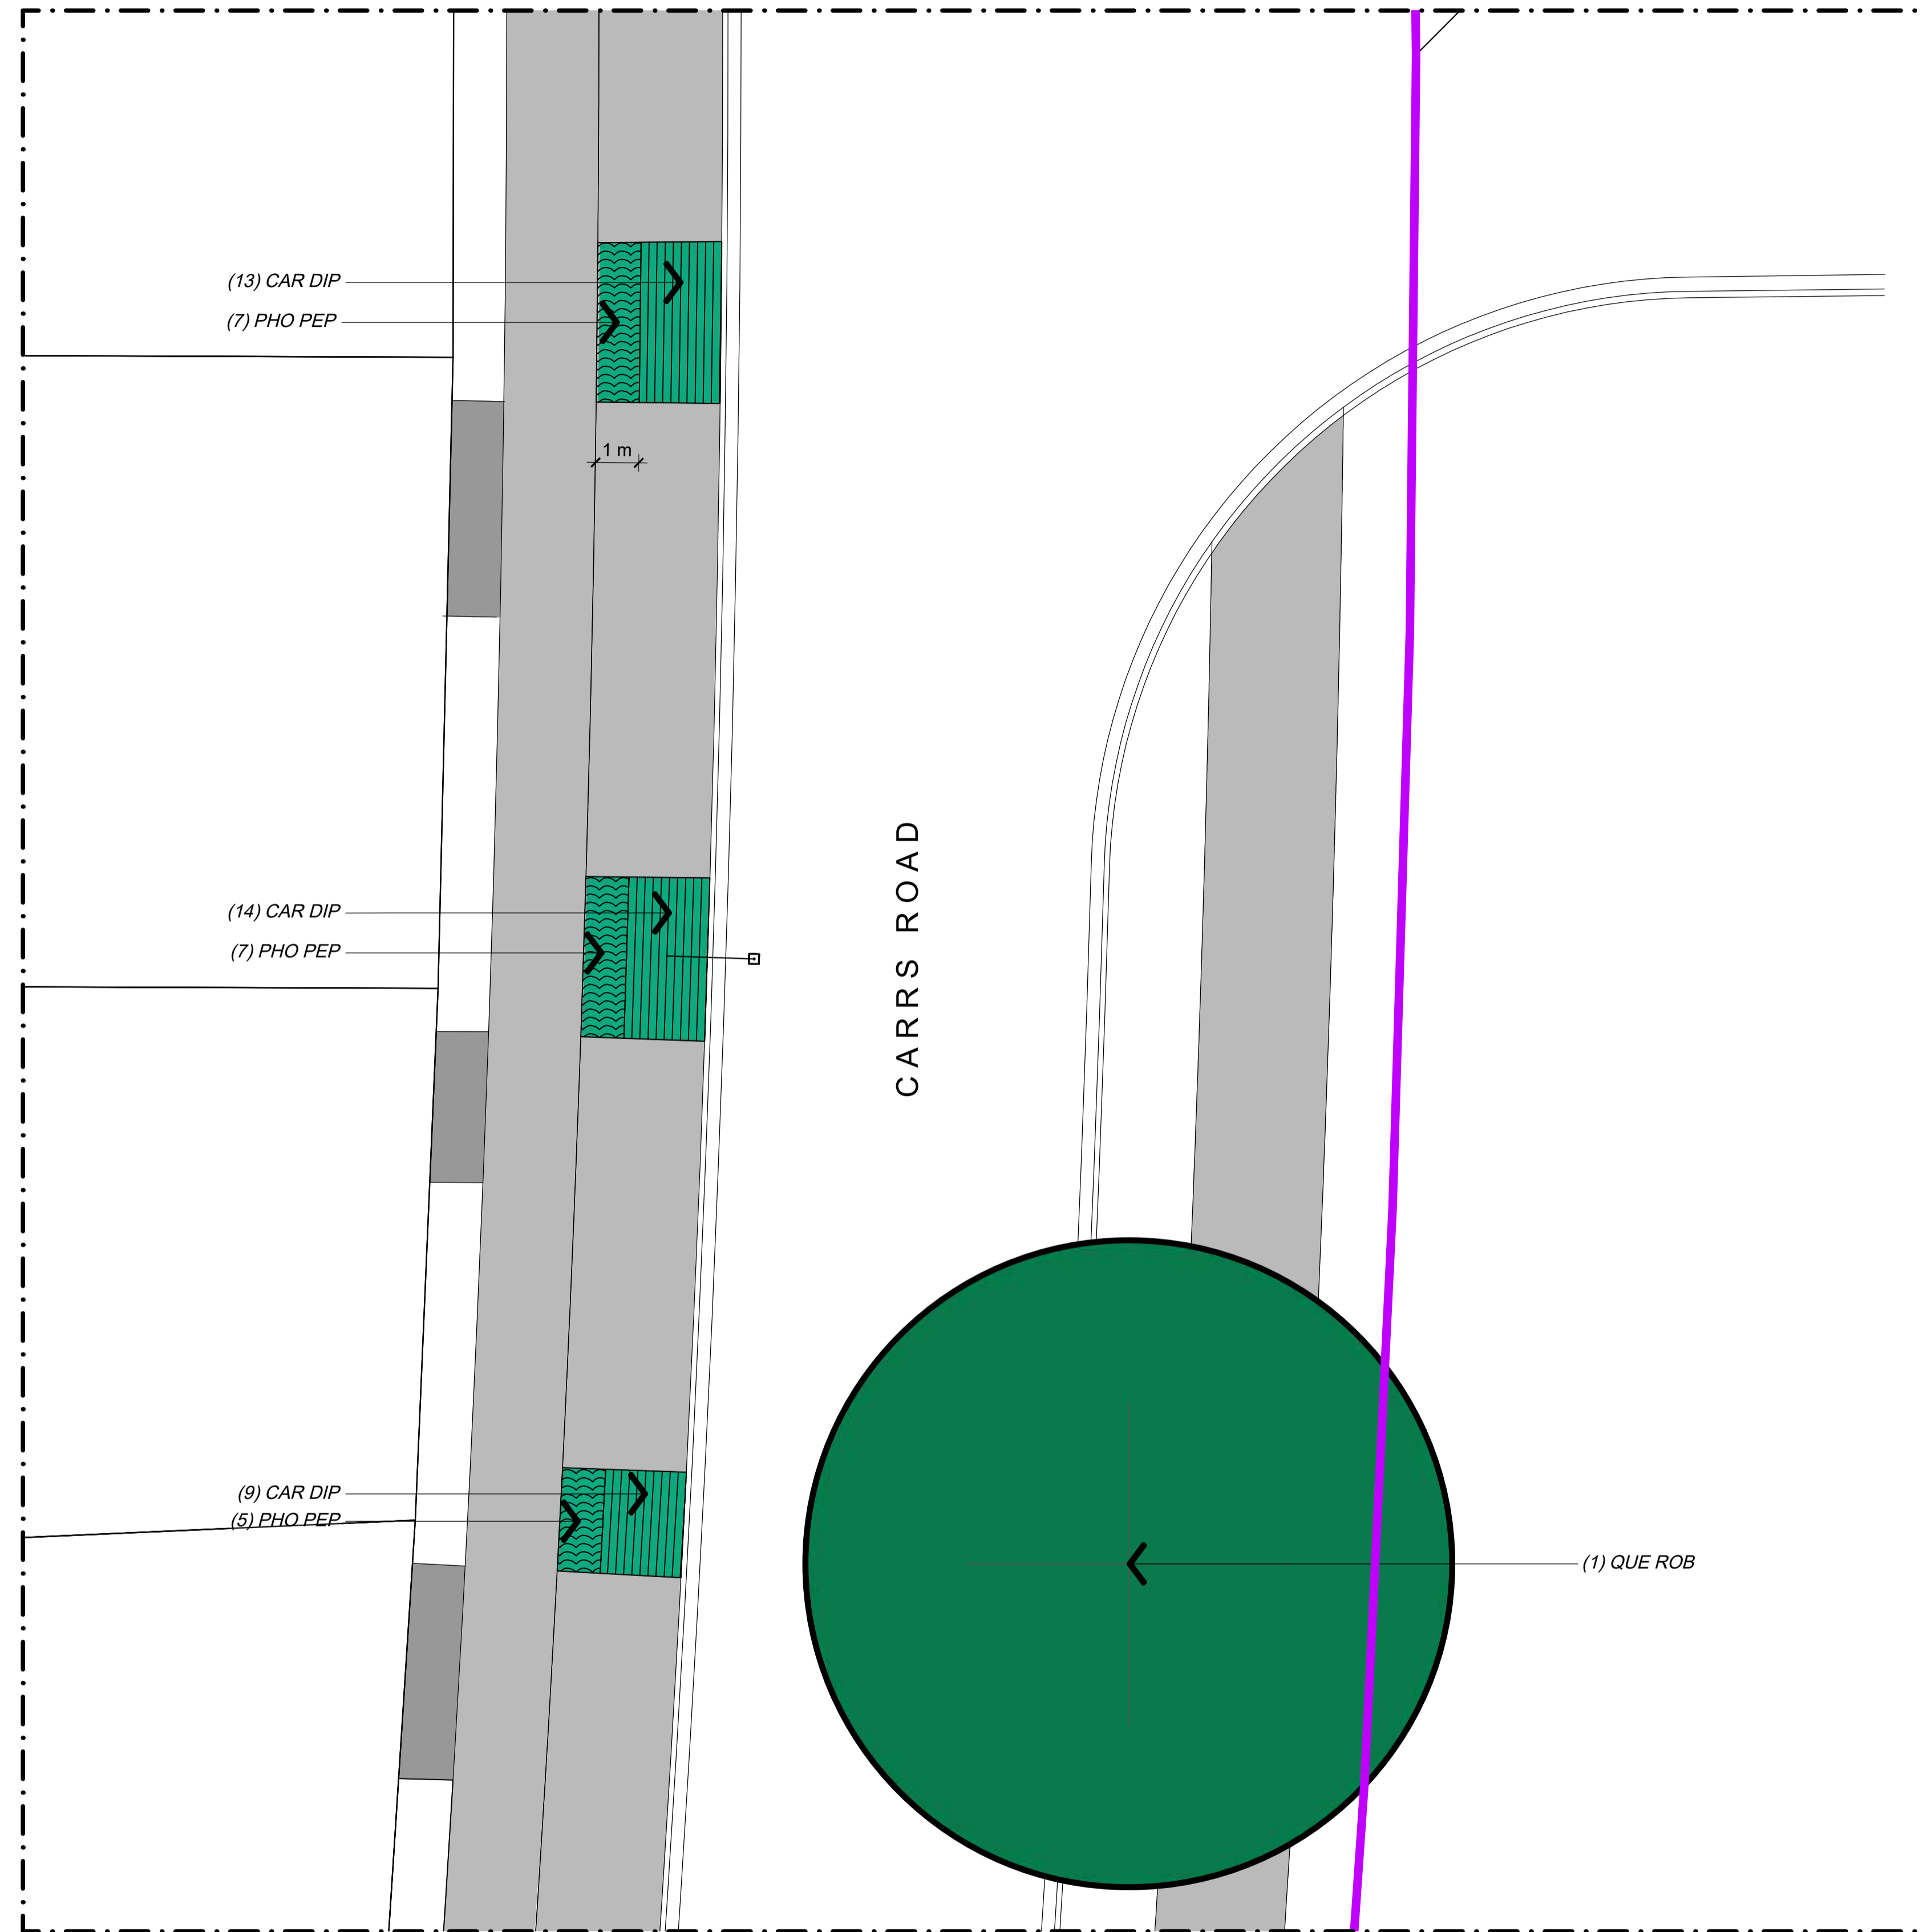 (13) CAR DIP
(7) PHO PEP
1 m
CARRS ROAD
(14) CAR DIP
(7) PHO PEP
(9) CAR DIP
(5) PHO PEP
(1) QUE ROB